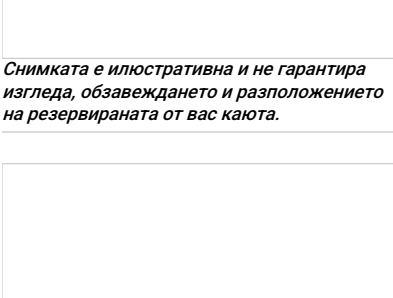 Снимката е илюстративна и не гарантира
изгледа, обзавеждането и разположението
на резервираната от вас каюта.